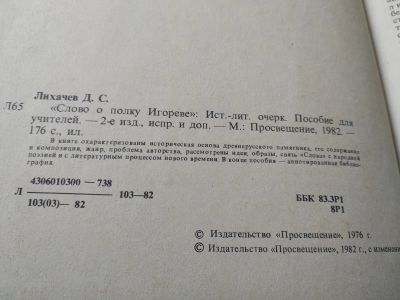 Лихачев Д. С.
Л65 «Слово о полку Игореве»: Ист.-лит. очерк. Пособие для
учителей. — 2-е изд., испр. и доп. — М.: Просвещение, 1982. —
176 с., ил.
В книге охарактеризованы историческая основа древнерусского памятника, его содержание
и композиция, жанр, проблема авторства, рассмотрены идеи, образы, связь «Слова» с народной
поэзией и с литературным процессом нового времени. В конце пособия — аннотированная библио-
графия.
Л 4306010300 — 738
103(03) — 82
103—82
ББК 83.3Р1
8Р1
© Издательство «Просвещение», 1976 г.
© Издательство «Просвещение», 1982 г., с измене